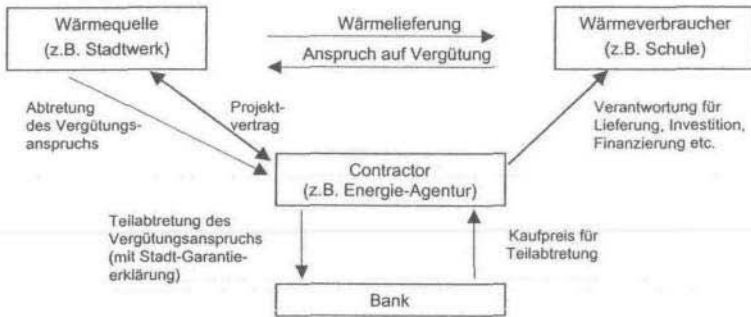 Wärmequelle
(z.B. Stadtwerk)
Wärmelieferung
Anspruch auf Vergütung
Wärmeverbraucher
(z.B. Schule)
Abtretung
des Vergütungs-
anspruchs
Projekt-
vertrag
Verantwortung für
Lieferung, Investition,
Finanzierung etc.
Contractor
(z.B. Energie-Agentur)
Teilabtretung des
Vergütungsanspruchs
(mit Stadt-Garantie-
erklärung)
Kaufpreis für
Teilabtretung
Bank